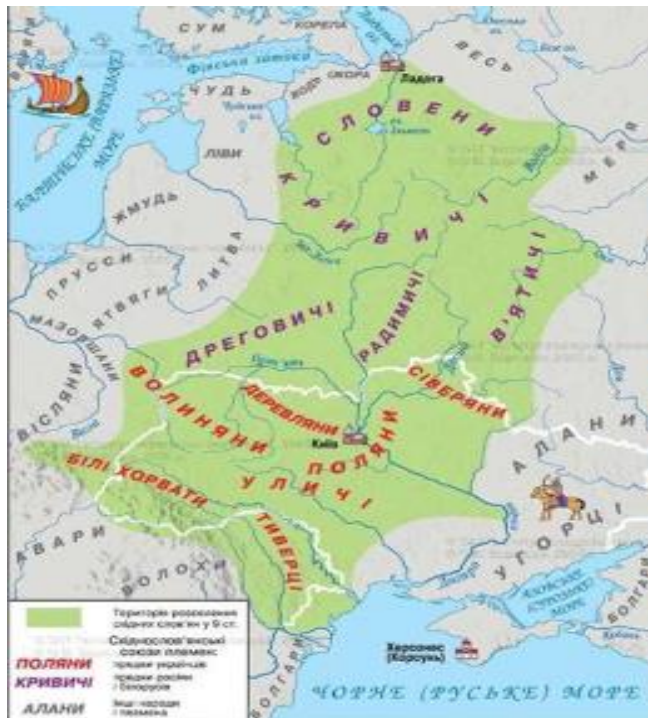 СУМ
КОРЕЛА
ВЕСЬ
Фінська затока
Ладога
ЧУДЬ
ВОДЬ
ІЖОРА
СЛОВЕНИ
МЕРЯ
ЛІВИ
КРИВИЧІ
ЖМУДЬ
ЛИТВА
ПРУССИ
ЯТВЯГИ
МАЗОВШАНИ
ДРЕГОВИЧІ
РАДИМИЧІ
В'ЯТИЧІ
СІВЕРЯНИ
ВІСЛЯНИ
ВОЛИНЯНИ
ДЕРЕВЛЯНИ
Київ
ПОЛЯНИ
АЛАНИ
БІЛІ ХОРВАТИ
УЛИЧІ
ТИВЕРЦІ
УГОРЦІ
АВАРИ
ВОЛОХИ
БОЛГАРИ
БОЛГАРИ
Херсонес
(Корсунь)
ЧОРНЕ (РУСЬКЕ) МОРЕ
Територія розселення
східних слов'ян у 9 ст.
Східнослов'янські
союзи племен:
ПОЛЯНИ предки українців
КРИВИЧІ предки росіян
і білорусів
АЛАНИ Інші народи
і племена